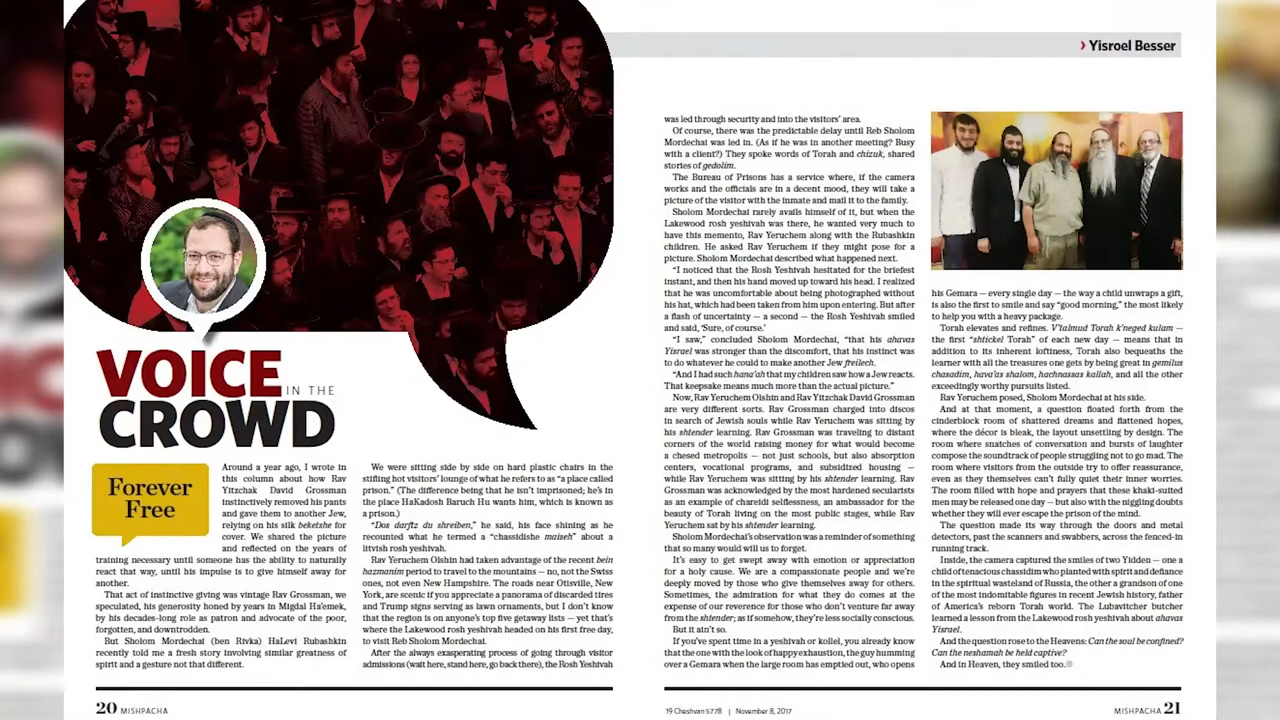 › Yisroel Besser
VOICE
IN THE
CROWD
Forever
Free
Around a year ago, I wrote in
this column about how Rav
Yitzchak David Grossman
instinctively removed his pants
and gave them to another Jew,
relying on his silk beketshe for
cover. We shared the picture
and reflected on the years of
training necessary until someone has the ability to naturally
react that way, until his impulse is to give himself away for
another.
That act of instinctive giving was vintage Rav Grossman, we
speculated, his generosity honed by years in Migdal Ha'emek,
by his decades-long role as patron and advocate of the poor,
forgotten, and downtrodden.
But Sholom Mordechai (ben Rivka) HaLevi Rubashkin
recently told me a fresh story involving similar greatness of
spirit and a gesture not that different.
We were sitting side by side on hard plastic chairs in the
stifling hot visitors' lounge of what he refers to as "a place called
prison." (The difference being that he isn't imprisoned; he's in
the place HaKadosh Baruch Hu wants him, which is known as
a prison.)
"Dos darftz du shreiben," he said, his face shining as he
recounted what he termed a "chassidishe maiseh" about a
litvish rosh yeshivah.
Rav Yeruchem Olshin had taken advantage of the recent bein
hazmanim period to travel to the mountains — no, not the Swiss
ones, not even New Hampshire. The roads near Otisville, New
York, are scenic if you appreciate a panorama of discarded tires
and Trump signs serving as lawn ornaments, but I don't know
that the region is on anyone's top five getaway lists — yet that's
where the Lakewood rosh yeshivah headed on his first free day,
to visit Reb Sholom Mordechai.
After the always exasperating process of going through visitor
admissions (wait here, stand here, go back there), the Rosh Yeshivah
was led through security and into the visitors' area.
Of course, there was the predictable delay until Reb Sholom
Mordechai was led in. (As if he was in another meeting? Busy
with a client?) They spoke words of Torah and chizuk, shared
stories of gedolim.
The Bureau of Prisons has a service where, if the camera
works and the officials are in a decent mood, they will take a
picture of the visitor with the inmate and mail it to the family.
Sholom Mordechai rarely avails himself of it, but when the
Lakewood rosh yeshivah was there, he wanted very much to
have this memento, Rav Yeruchem along with the Rubashkin
children. He asked Rav Yeruchem if they might pose for a
picture. Sholom Mordechai described what happened next.
"I noticed that the Rosh Yeshivah hesitated for the briefest
instant, and then his hand moved up toward his head. I realized
that he was uncomfortable about being photographed without
his hat, which had been taken from him upon entering. But after
a flash of uncertainty — a second — the Rosh Yeshivah smiled
and said, 'Sure, of course.'
"I saw," concluded Sholom Mordechai, "that his ahavas
Yisrael was stronger than the discomfort, that his instinct was
to do whatever he could to make another Jew freilech.
"And I had such hana'ah that my children saw how a Jew reacts.
That keepsake means much more than the actual picture."
Now, Rav Yeruchem Olshin and Rav Yitzchak David Grossman
are very different sorts. Rav Grossman charged into discos
in search of Jewish souls while Rav Yeruchem was sitting by
his shtender learning. Rav Grossman was traveling to distant
corners of the world raising money for what would become
a chesed metropolis — not just schools, but also absorption
centers, vocational programs, and subsidized housing —
while Rav Yeruchem was sitting by his shtender learning. Rav
Grossman was acknowledged by the most hardened secularists
as an example of chareidi selflessness, an ambassador for the
beauty of Torah living on the most public stages, while Rav
Yeruchem sat by his shtender learning.
Sholom Mordechai's observation was a reminder of something
that so many would will us to forget.
It's easy to get swept away with emotion or appreciation
for a holy cause. We are a compassionate people and we're
deeply moved by those who give themselves away for others.
Sometimes, the admiration for what they do comes at the
expense of our reverence for those who don't venture far away
from the shtender; as if somehow, they're less socially conscious.
But it ain't so.
If you've spent time in a yeshivah or kollel, you already know
that the one with the look of happy exhaustion, the guy humming
over a Gemara when the large room has emptied out, who opens
his Gemara — every single day — the way a child unwraps a gift,
is also the first to smile and say "good morning," the most likely
to help you with a heavy package.
Torah elevates and refines. V'talmud Torah k'neged kulam —
the first "shtickel Torah" of each new day — means that in
addition to its inherent loftiness, Torah also bequeaths the
learner with all the treasures one gets by being great in gemilus
chasadim, hava'as shalom, hachnassas kallah, and all the other
exceedingly worthy pursuits listed.
Rav Yeruchem posed, Sholom Mordechai at his side.
And at that moment, a question floated forth from the
cinderblock room of shattered dreams and flattened hopes,
where the décor is bleak, the layout unsettling by design. The
room where snatches of conversation and bursts of laughter
compose the soundtrack of people struggling not to go mad. The
room where visitors from the outside try to offer reassurance,
even as they themselves can't fully quiet their inner worries.
The room filled with hope and prayers that these khaki-suited
men may be released one day — but also with the niggling doubts
whether they will ever escape the prison of the mind.
The question made its way through the doors and metal
detectors, past the scanners and swabbers, across the fenced-in
running track.
Inside, the camera captured the smiles of two Yidden — one a
child of tenacious chassidim who planted with spirit and defiance
in the spiritual wasteland of Russia, the other a grandson of one
of the most indomitable figures in recent Jewish history, father
of America's reborn Torah world. The Lubavitcher butcher
learned a lesson from the Lakewood rosh yeshivah about ahavas
Yisrael.
And the question rose to the Heavens: Can the soul be confined?
Can the neshamah be held captive?
And in Heaven, they smiled too.
20 MISHPACHA
19 Cheshvan 5778 | November 8, 2017
MISHPACHA 21